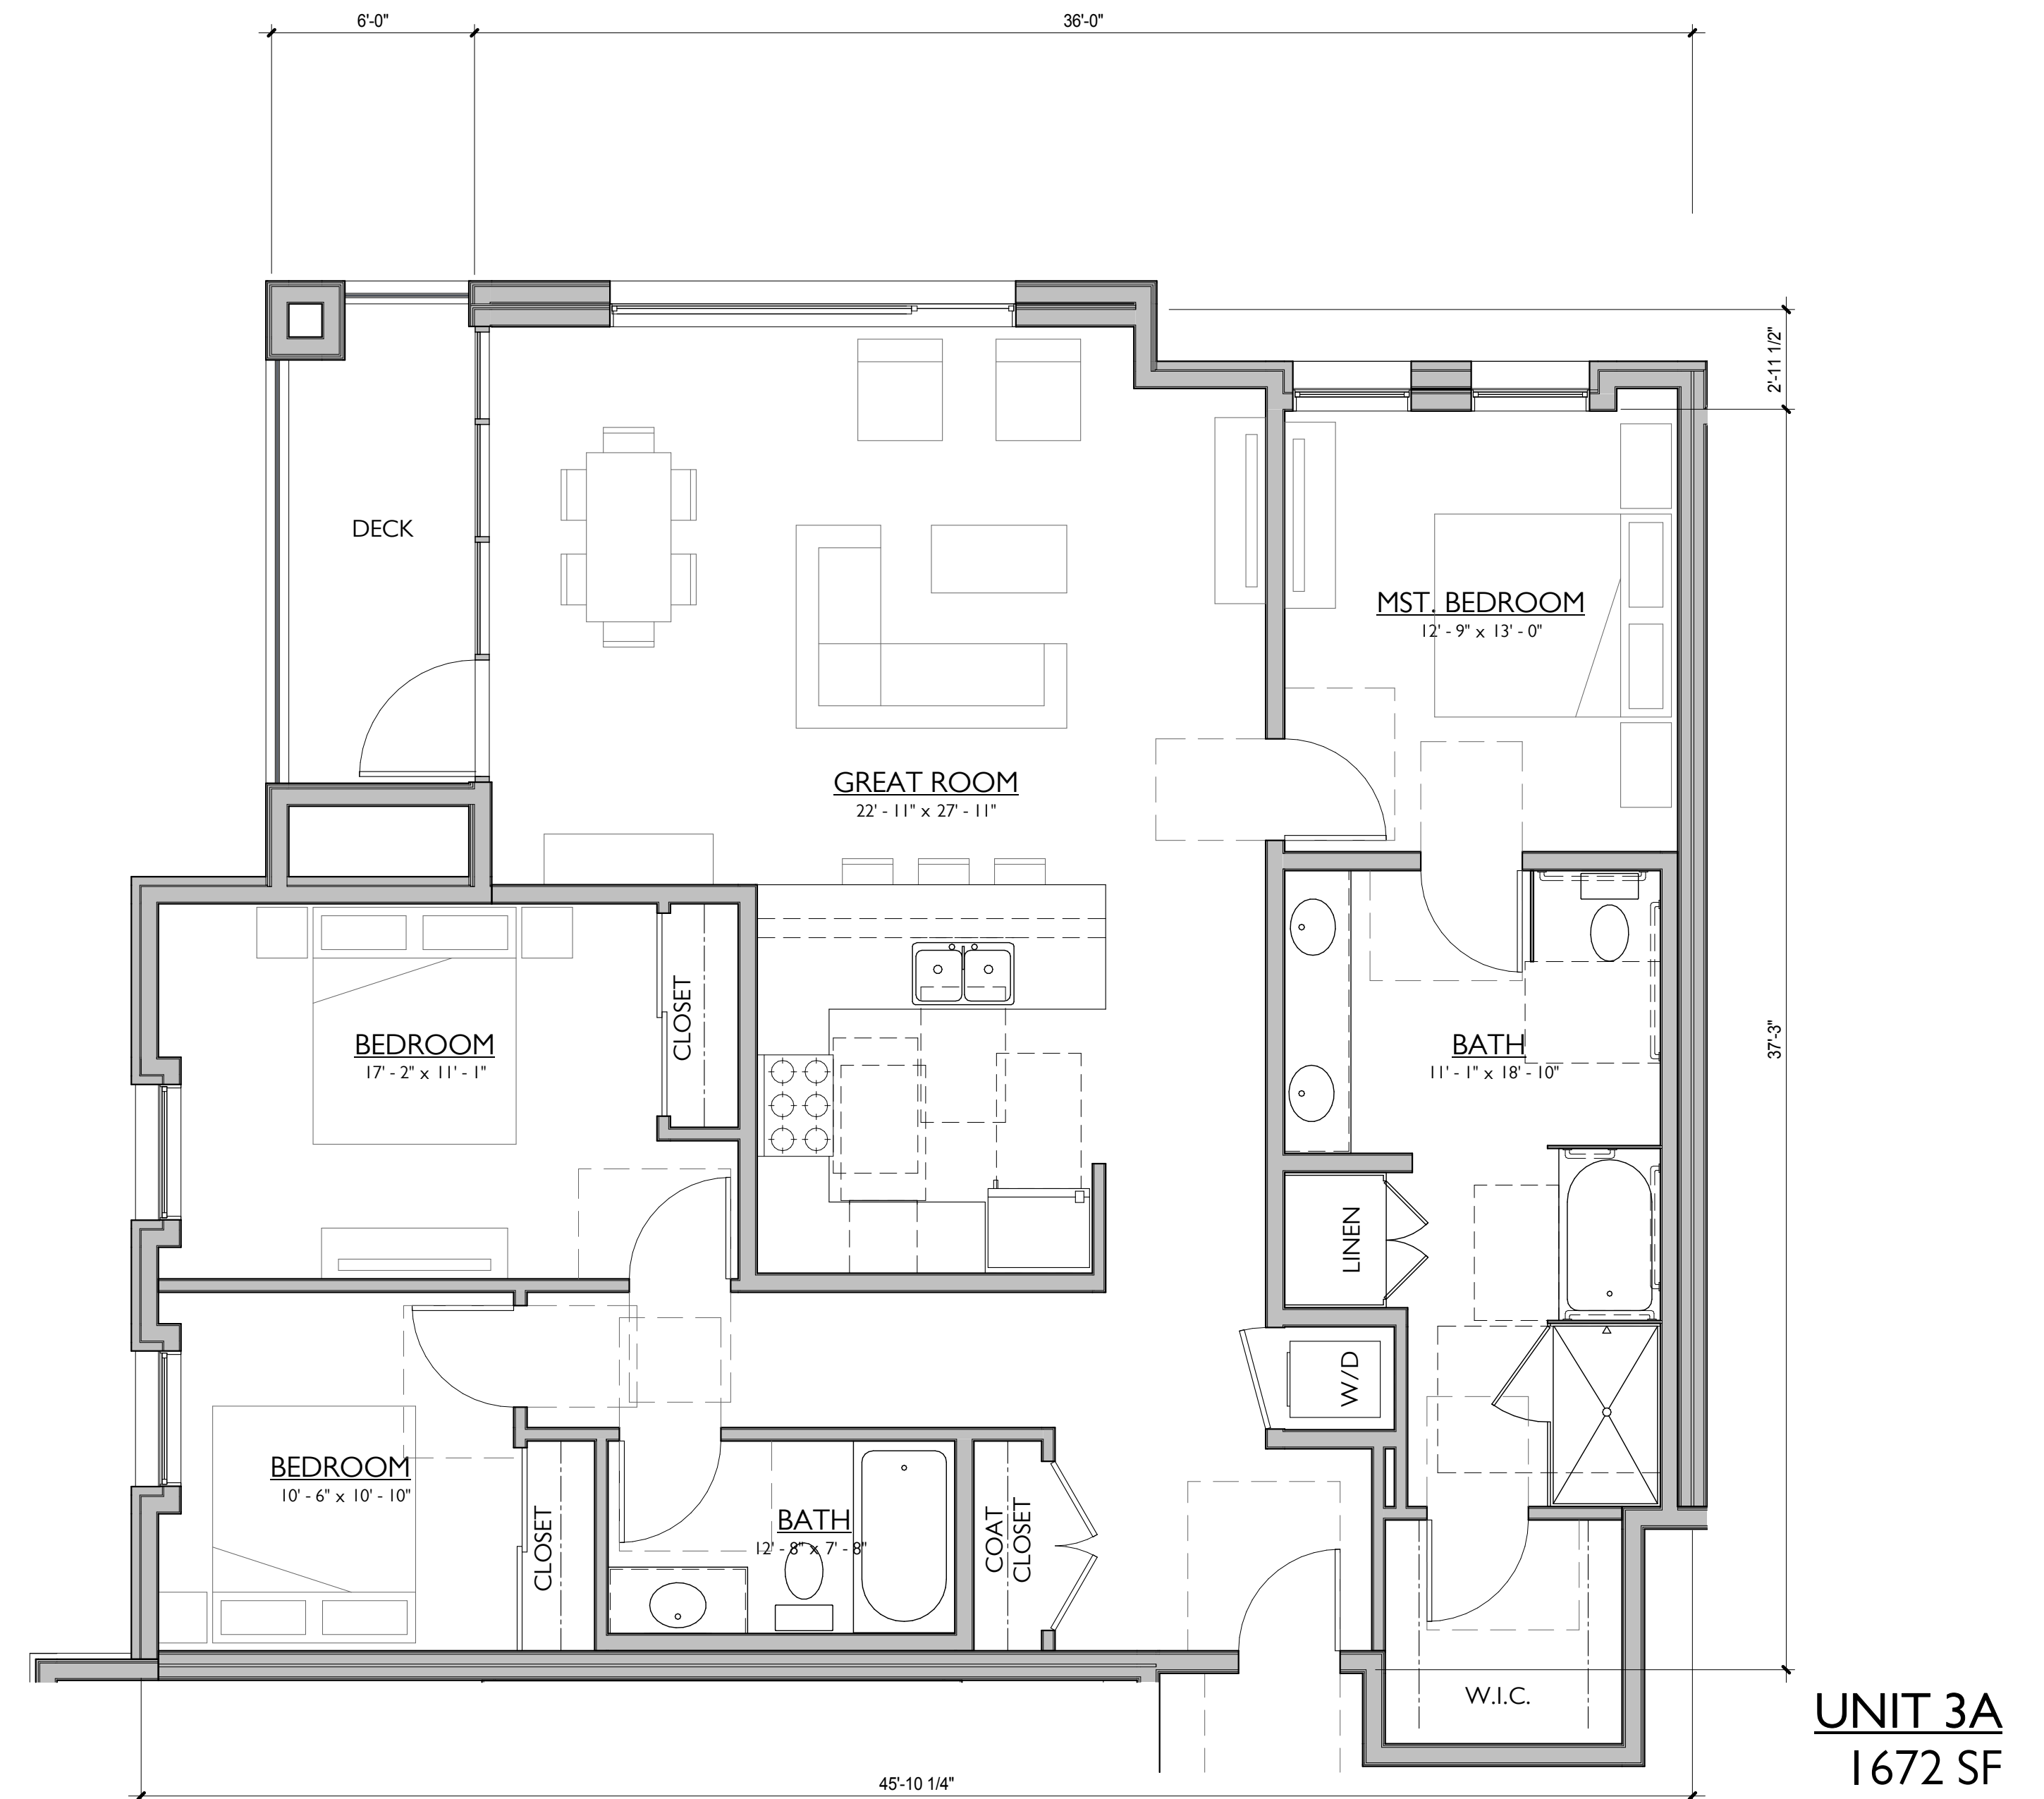 6'-0"
36'-0"
2'-11 1/2"
DECK
MST. BEDROOM
12' - 9" x 13' - 0"
GREAT ROOM
22' - 11" x 27' - 11"
CLOSET
BEDROOM
17' - 2" x 11' - 1"
BATH
11' - 1" x 18' - 10"
37'-3"
LINEN
W/D
BEDROOM
10' - 6" x 10' - 10"
CLOSET
BATH
12' - 8" x 7' - 8"
COAT
CLOSET
W.I.C.
UNIT 3A
1672 SF
45'-10 1/4"